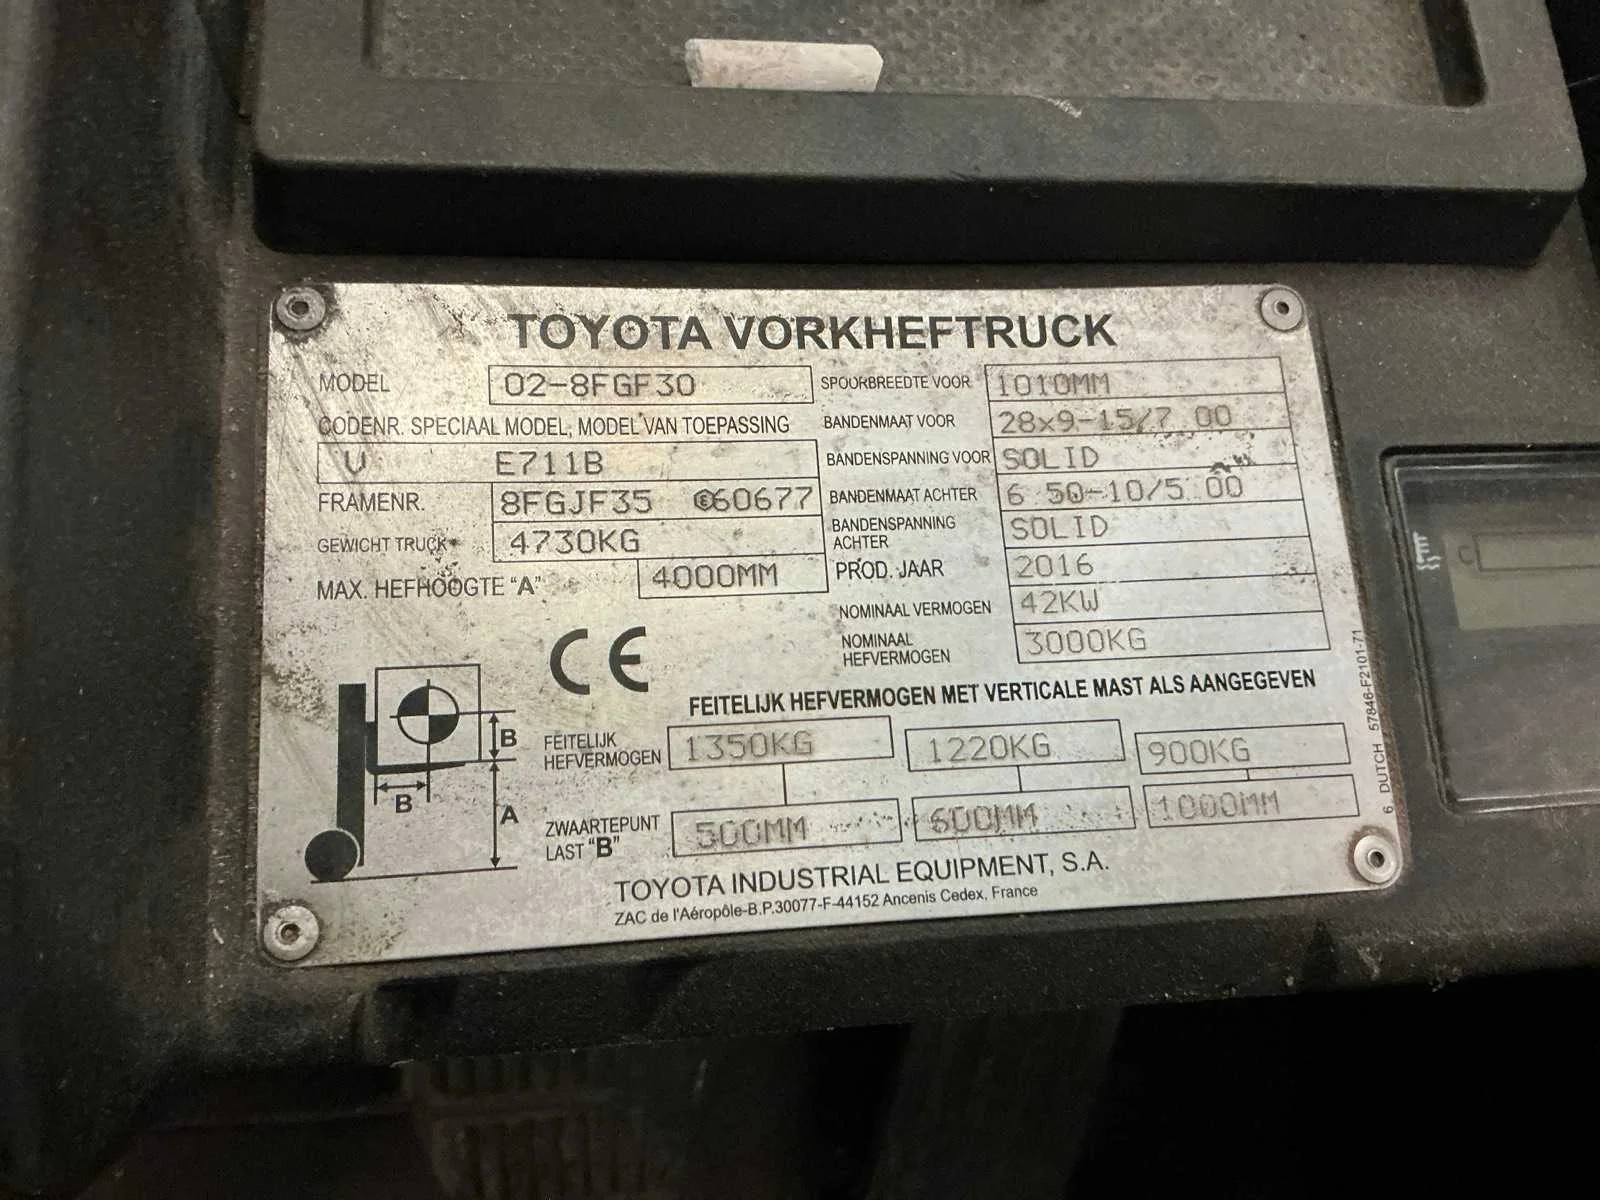 TOYOTA VORKHEFTRUCK
MODEL 02-8FGF30
CODENR. SPECIAAL MODEL, MODEL VAN TOEPASSING
V E711B
FRAMENR. 8FGJF35 E60677
GEWICHT TRUCK 4730KG
MAX. HEFHOOGTE "A" 4000MM
SPOORBREEDTE VOOR 1010MM
BANDENMAAT VOOR 28x9-15/7.00
BANDENSPANNING VOOR SOLID
BANDENMAAT ACHTER 6.50-10/5.00
BANDENSPANNING
ACHTER SOLID
PROD. JAAR 2016
NOMINAAL VERMOGEN 42KW
NOMINAAL
HEFVERMOGEN 3000KG
CE
FEITELIJK HEFVERMOGEN MET VERTICALE MAST ALS AANGEGEVEN
B
B
A
FEITELIJK
HEFVERMOGEN 1350KG 1220KG 900KG
ZWAARTEPUNT
LAST "B" 500MM 600MM 1000MM
TOYOTA INDUSTRIAL EQUIPMENT, S.A.
ZAC de l'Aéropôle-B.P.30077-F-44152 Ancenis Cedex, France
6 DUTCH 57846-F2101-71
C